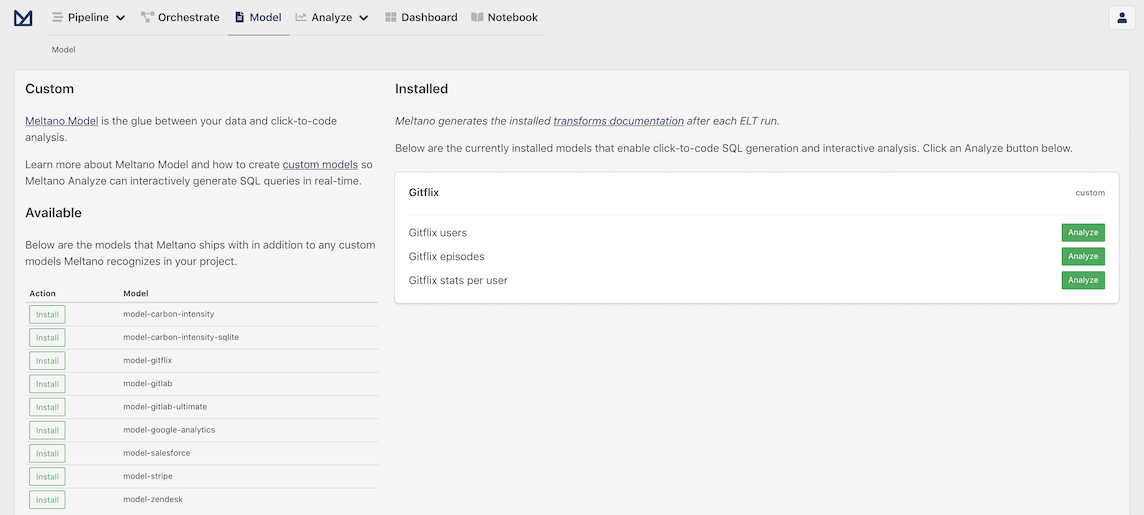 Pipeline Orchestrate Model Analyze Dashboard Notebook
Model
Custom
Meltano Model is the glue between your data and click-to-code
analysis.
Learn more about Meltano Model and how to create custom models so
Meltano Analyze can interactively generate SQL queries in real-time.
Available
Below are the models that Meltano ships with in addition to any custom
models Meltano recognizes in your project.
Action Model
Install model-carbon-intensity
Install model-carbon-intensity-sqlite
Install model-gitflix
Install model-gitlab
Install model-gitlab-ultimate
Install model-google-analytics
Install model-salesforce
Install model-stripe
Install model-zendesk
Installed
Meltano generates the installed transforms documentation after each ELT run.
Below are the currently installed models that enable click-to-code SQL generation and interactive analysis. Click an Analyze button below.
Gitflix custom
Gitflix users Analyze
Gitflix episodes Analyze
Gitflix stats per user Analyze